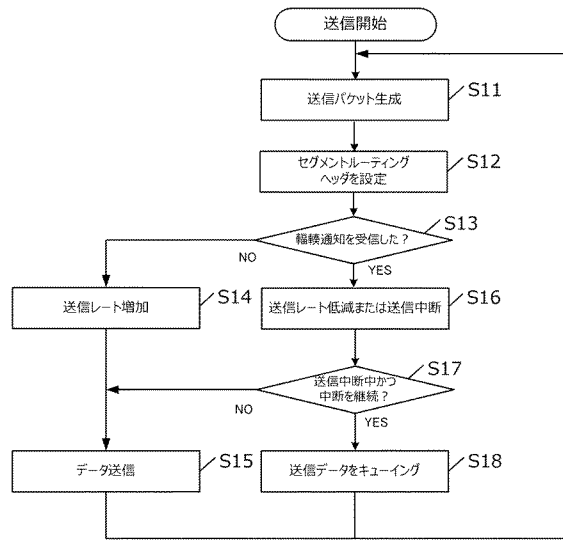 送信開始
送信パケット生成
S11
セグメントルーティング
ヘッダを設定
S12
輻輳通知を受信した？
S13
NO
YES
送信レート増加
S14
送信レート低減または送信中断
S16
送信中断中かつ
中断を継続？
S17
NO
YES
データ送信
S15
送信データをキューイング
S18